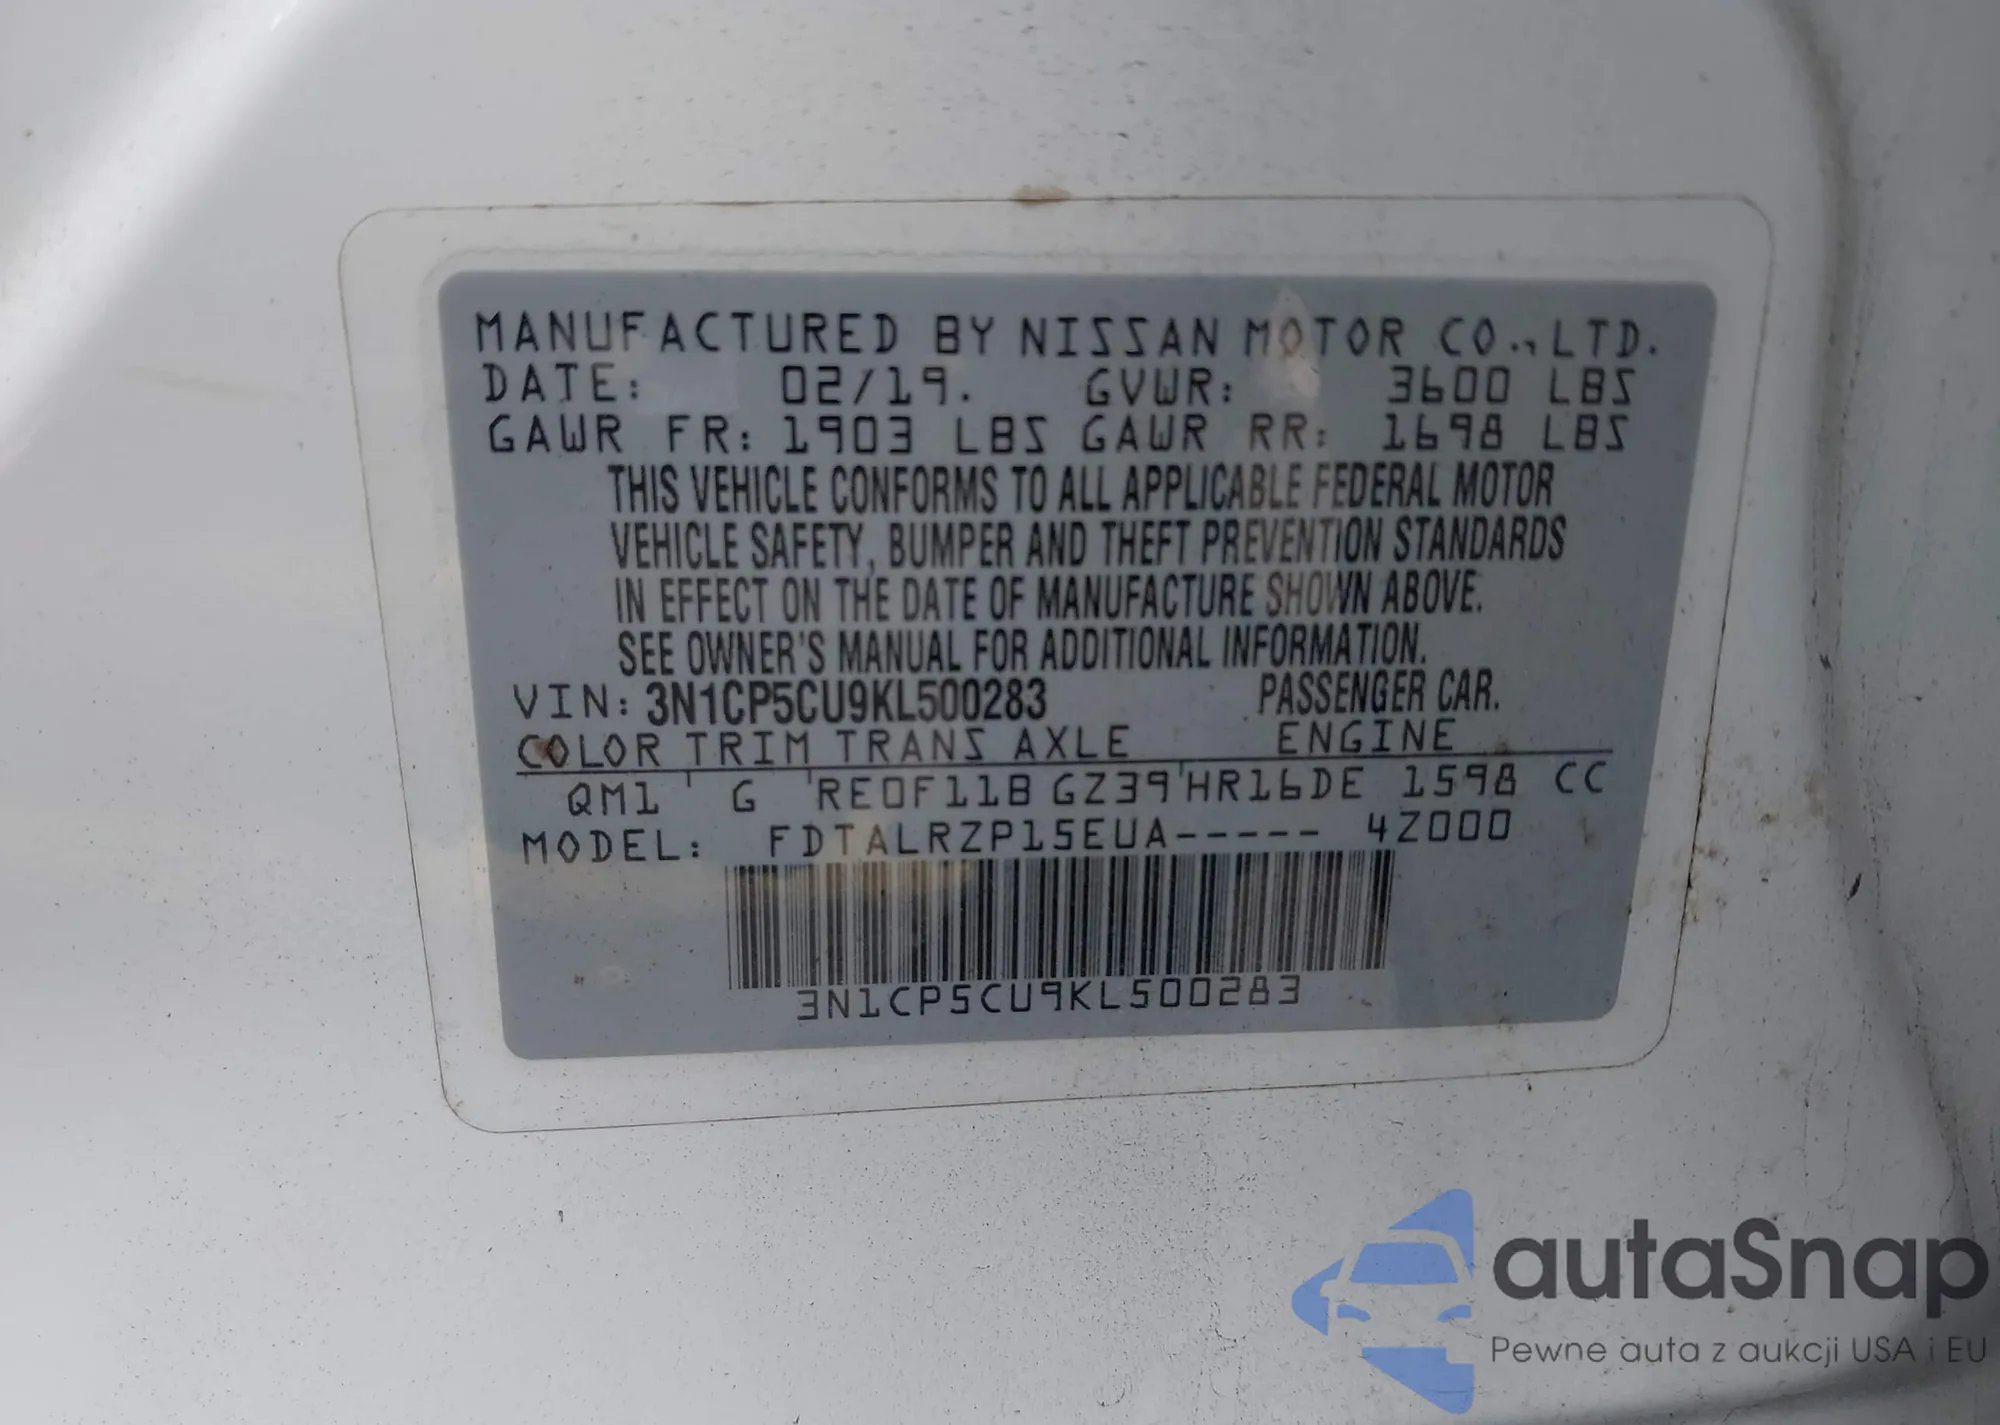 MANUFACTURED BY NISSAN MOTOR CO., LTD.
DATE: 02/19. GVWR: 3600 LBS
GAWR FR: 1903 LBS GAWR RR: 1698 LBS
THIS VEHICLE CONFORMS TO ALL APPLICABLE FEDERAL MOTOR
VEHICLE SAFETY, BUMPER AND THEFT PREVENTION STANDARDS
IN EFFECT ON THE DATE OF MANUFACTURE SHOWN ABOVE.
SEE OWNER'S MANUAL FOR ADDITIONAL INFORMATION.
VIN: 3N1CP5CU9KL500283 PASSENGER CAR.
COLOR TRIM TRANS AXLE ENGINE
QM1 G RE0F11B GZ39 HR16DE 1598 CC
MODEL: FDTALRZP15EUA----- 4Z000
3N1CP5CU9KL500283
autaSnap
Pewne auta z aukcji USA i EU